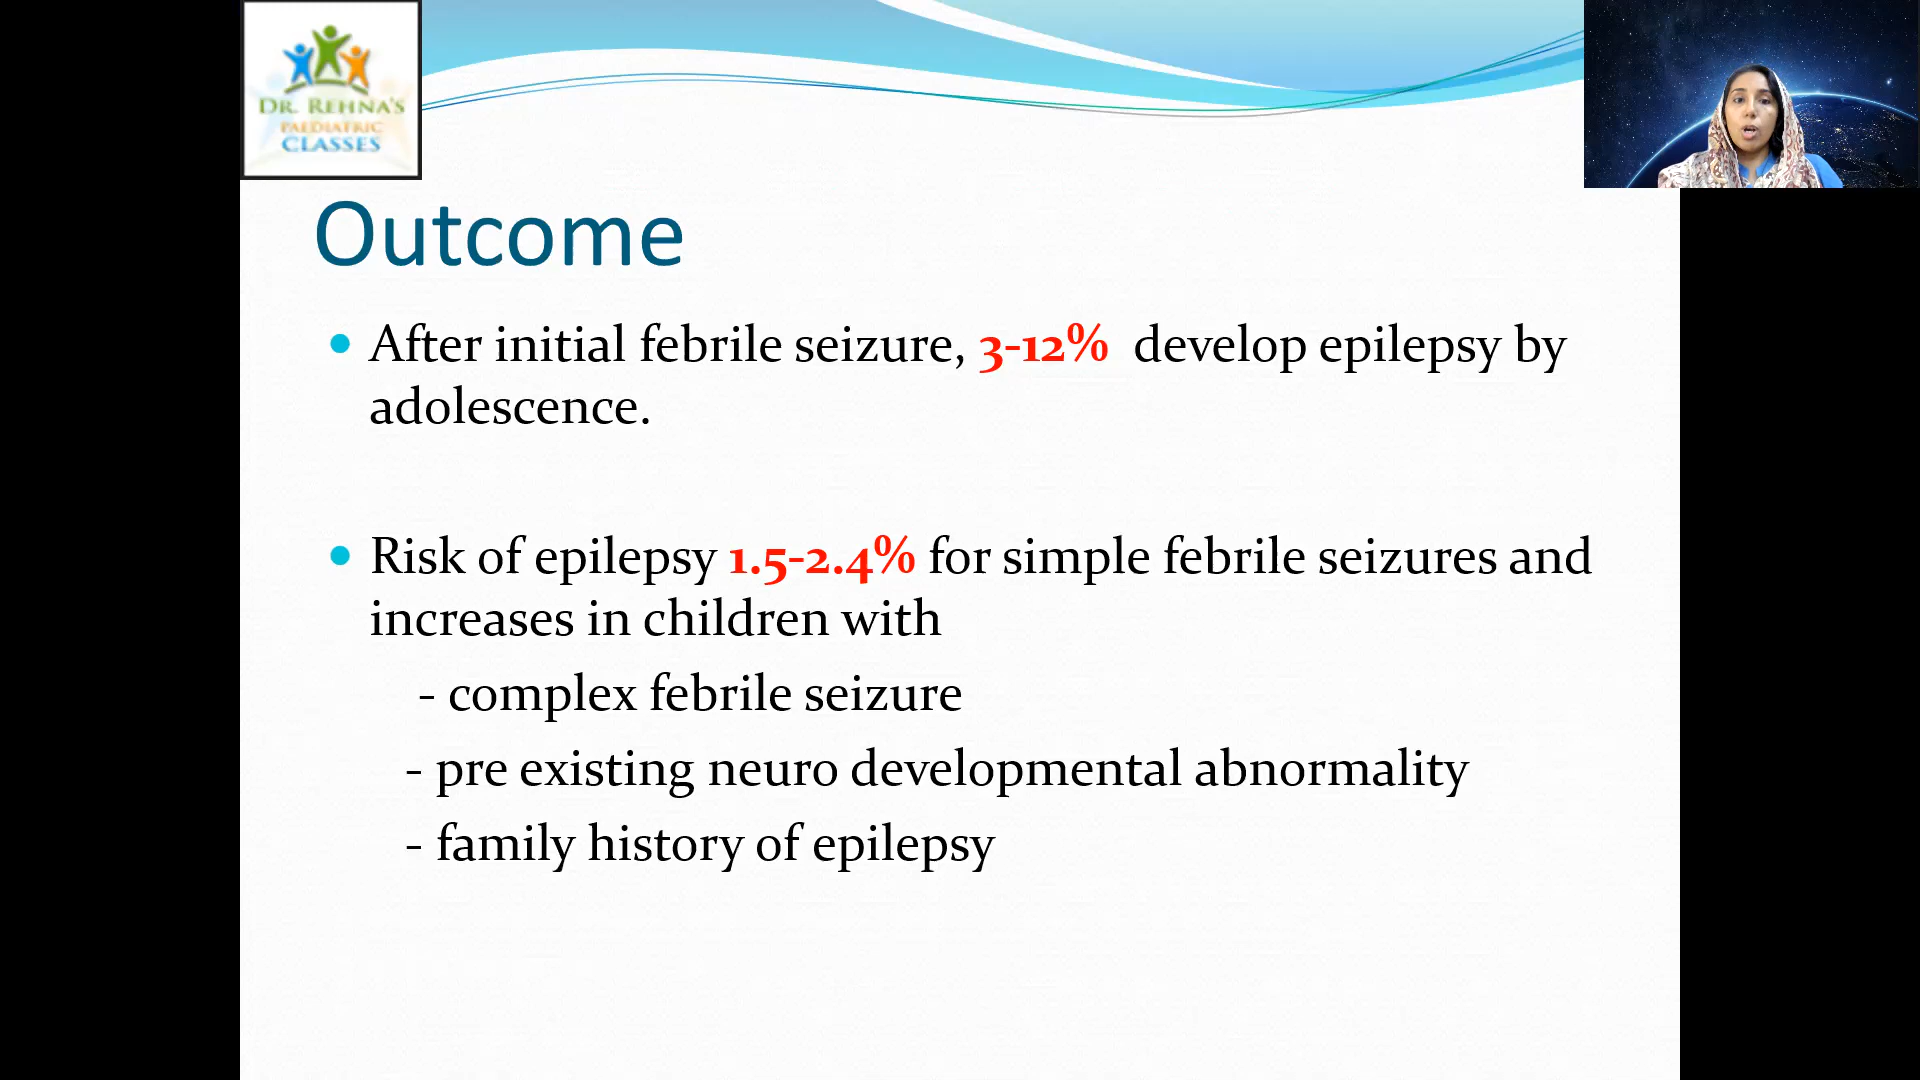 DR. REHNA'S
PAEDIATRIC
CLASSES
Outcome
After initial febrile seizure, 3-12% develop epilepsy by
adolescence.
Risk of epilepsy 1.5-2.4% for simple febrile seizures and
increases in children with
- complex febrile seizure
- pre existing neuro developmental abnormality
- family history of epilepsy